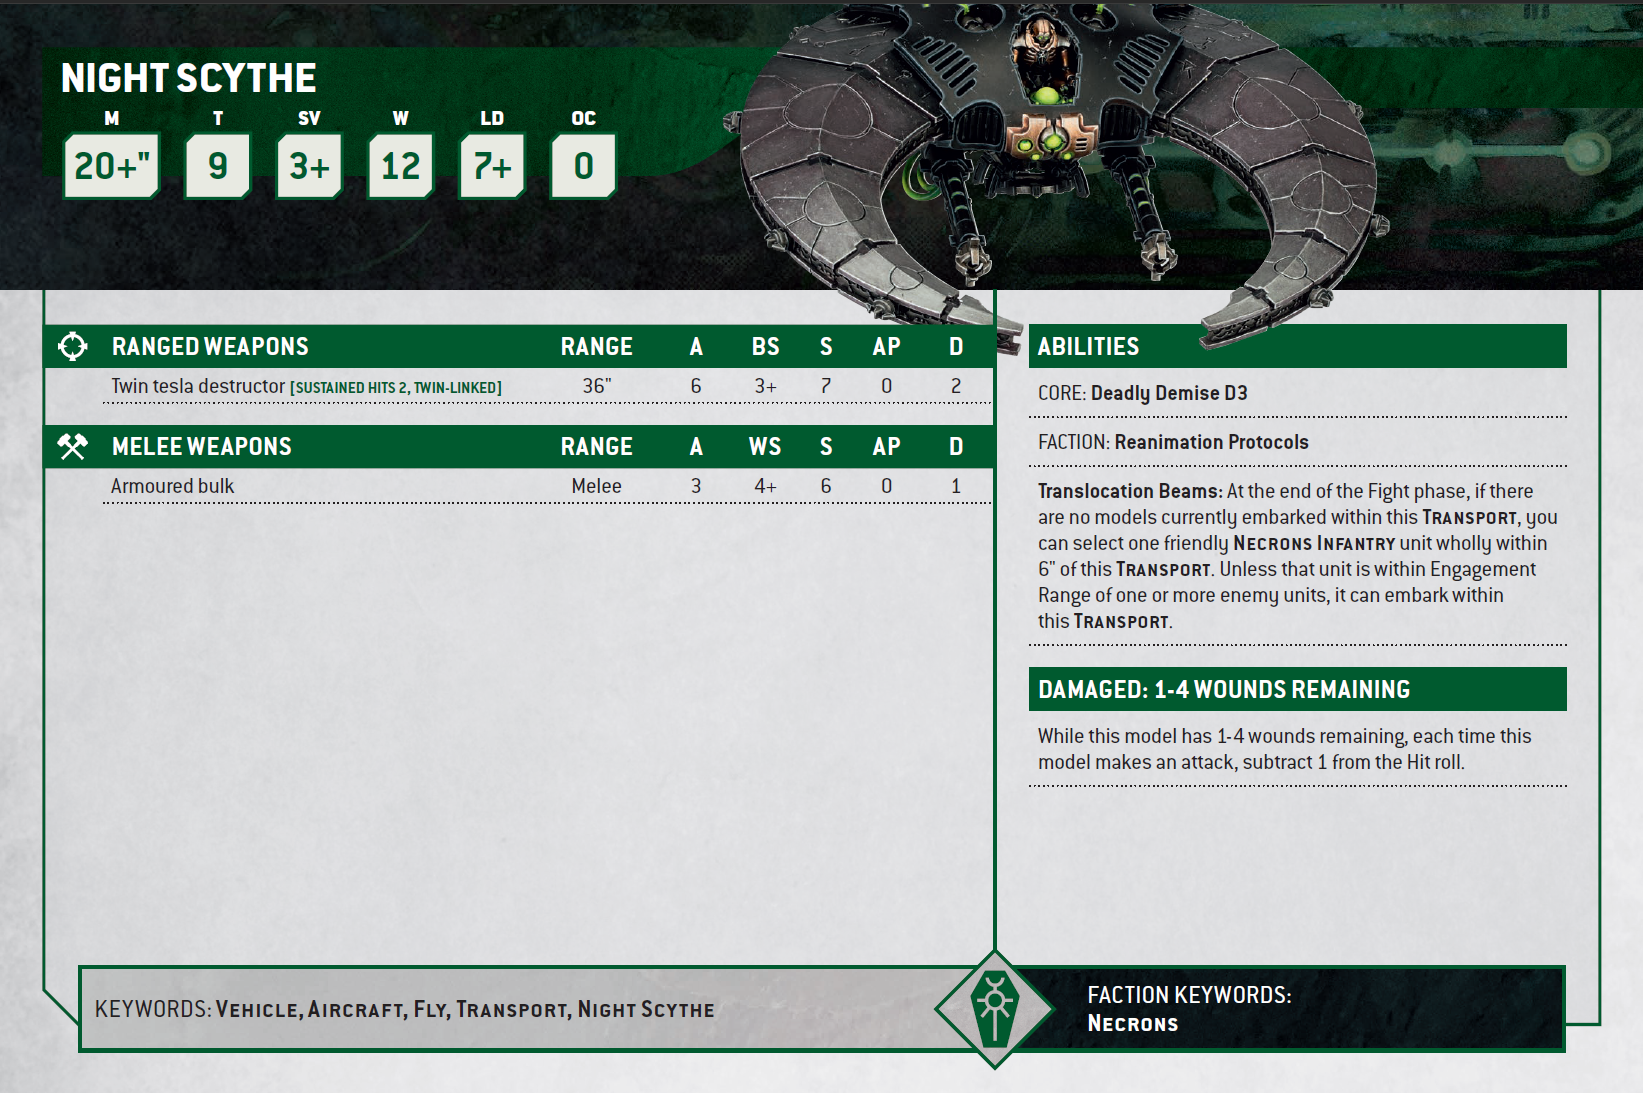 NIGHT SCYTHE
M T SV W LD OC
20+" 9 3+ 12 7+ 0
RANGED WEAPONS RANGE A BS S AP D
Twin tesla destructor [SUSTAINED HITS 2, TWIN-LINKED] 36" 6 3+ 7 0 2
MELEE WEAPONS RANGE A WS S AP D
Armoured bulk Melee 3 4+ 6 0 1
ABILITIES
CORE: Deadly Demise D3
FACTION: Reanimation Protocols
Translocation Beams: At the end of the Fight phase, if there
are no models currently embarked within this TRANSPORT, you
can select one friendly NECRONS INFANTRY unit wholly within
6" of this TRANSPORT. Unless that unit is within Engagement
Range of one or more enemy units, it can embark within
this TRANSPORT.
DAMAGED: 1-4 WOUNDS REMAINING
While this model has 1-4 wounds remaining, each time this
model makes an attack, subtract 1 from the Hit roll.
KEYWORDS: VEHICLE, AIRCRAFT, FLY, TRANSPORT, NIGHT SCYTHE
FACTION KEYWORDS:
NECRONS